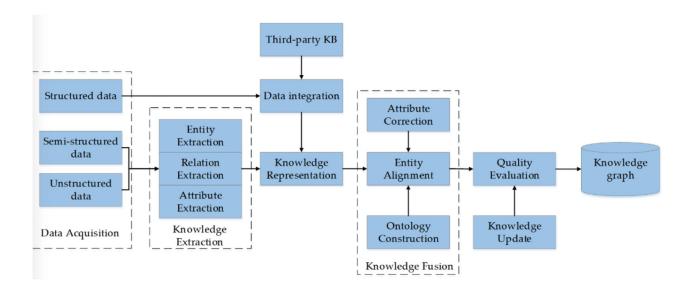 Third-party KB
Structured data
Data integration
Semi-structured
data
Unstructured
data
Data Acquisition
Entity
Extraction
Relation
Extraction
Attribute
Extraction
Knowledge
Extraction
Knowledge
Representation
Attribute
Correction
Entity
Alignment
Ontology
Construction
Knowledge Fusion
Quality
Evaluation
Knowledge
Update
Knowledge
graph